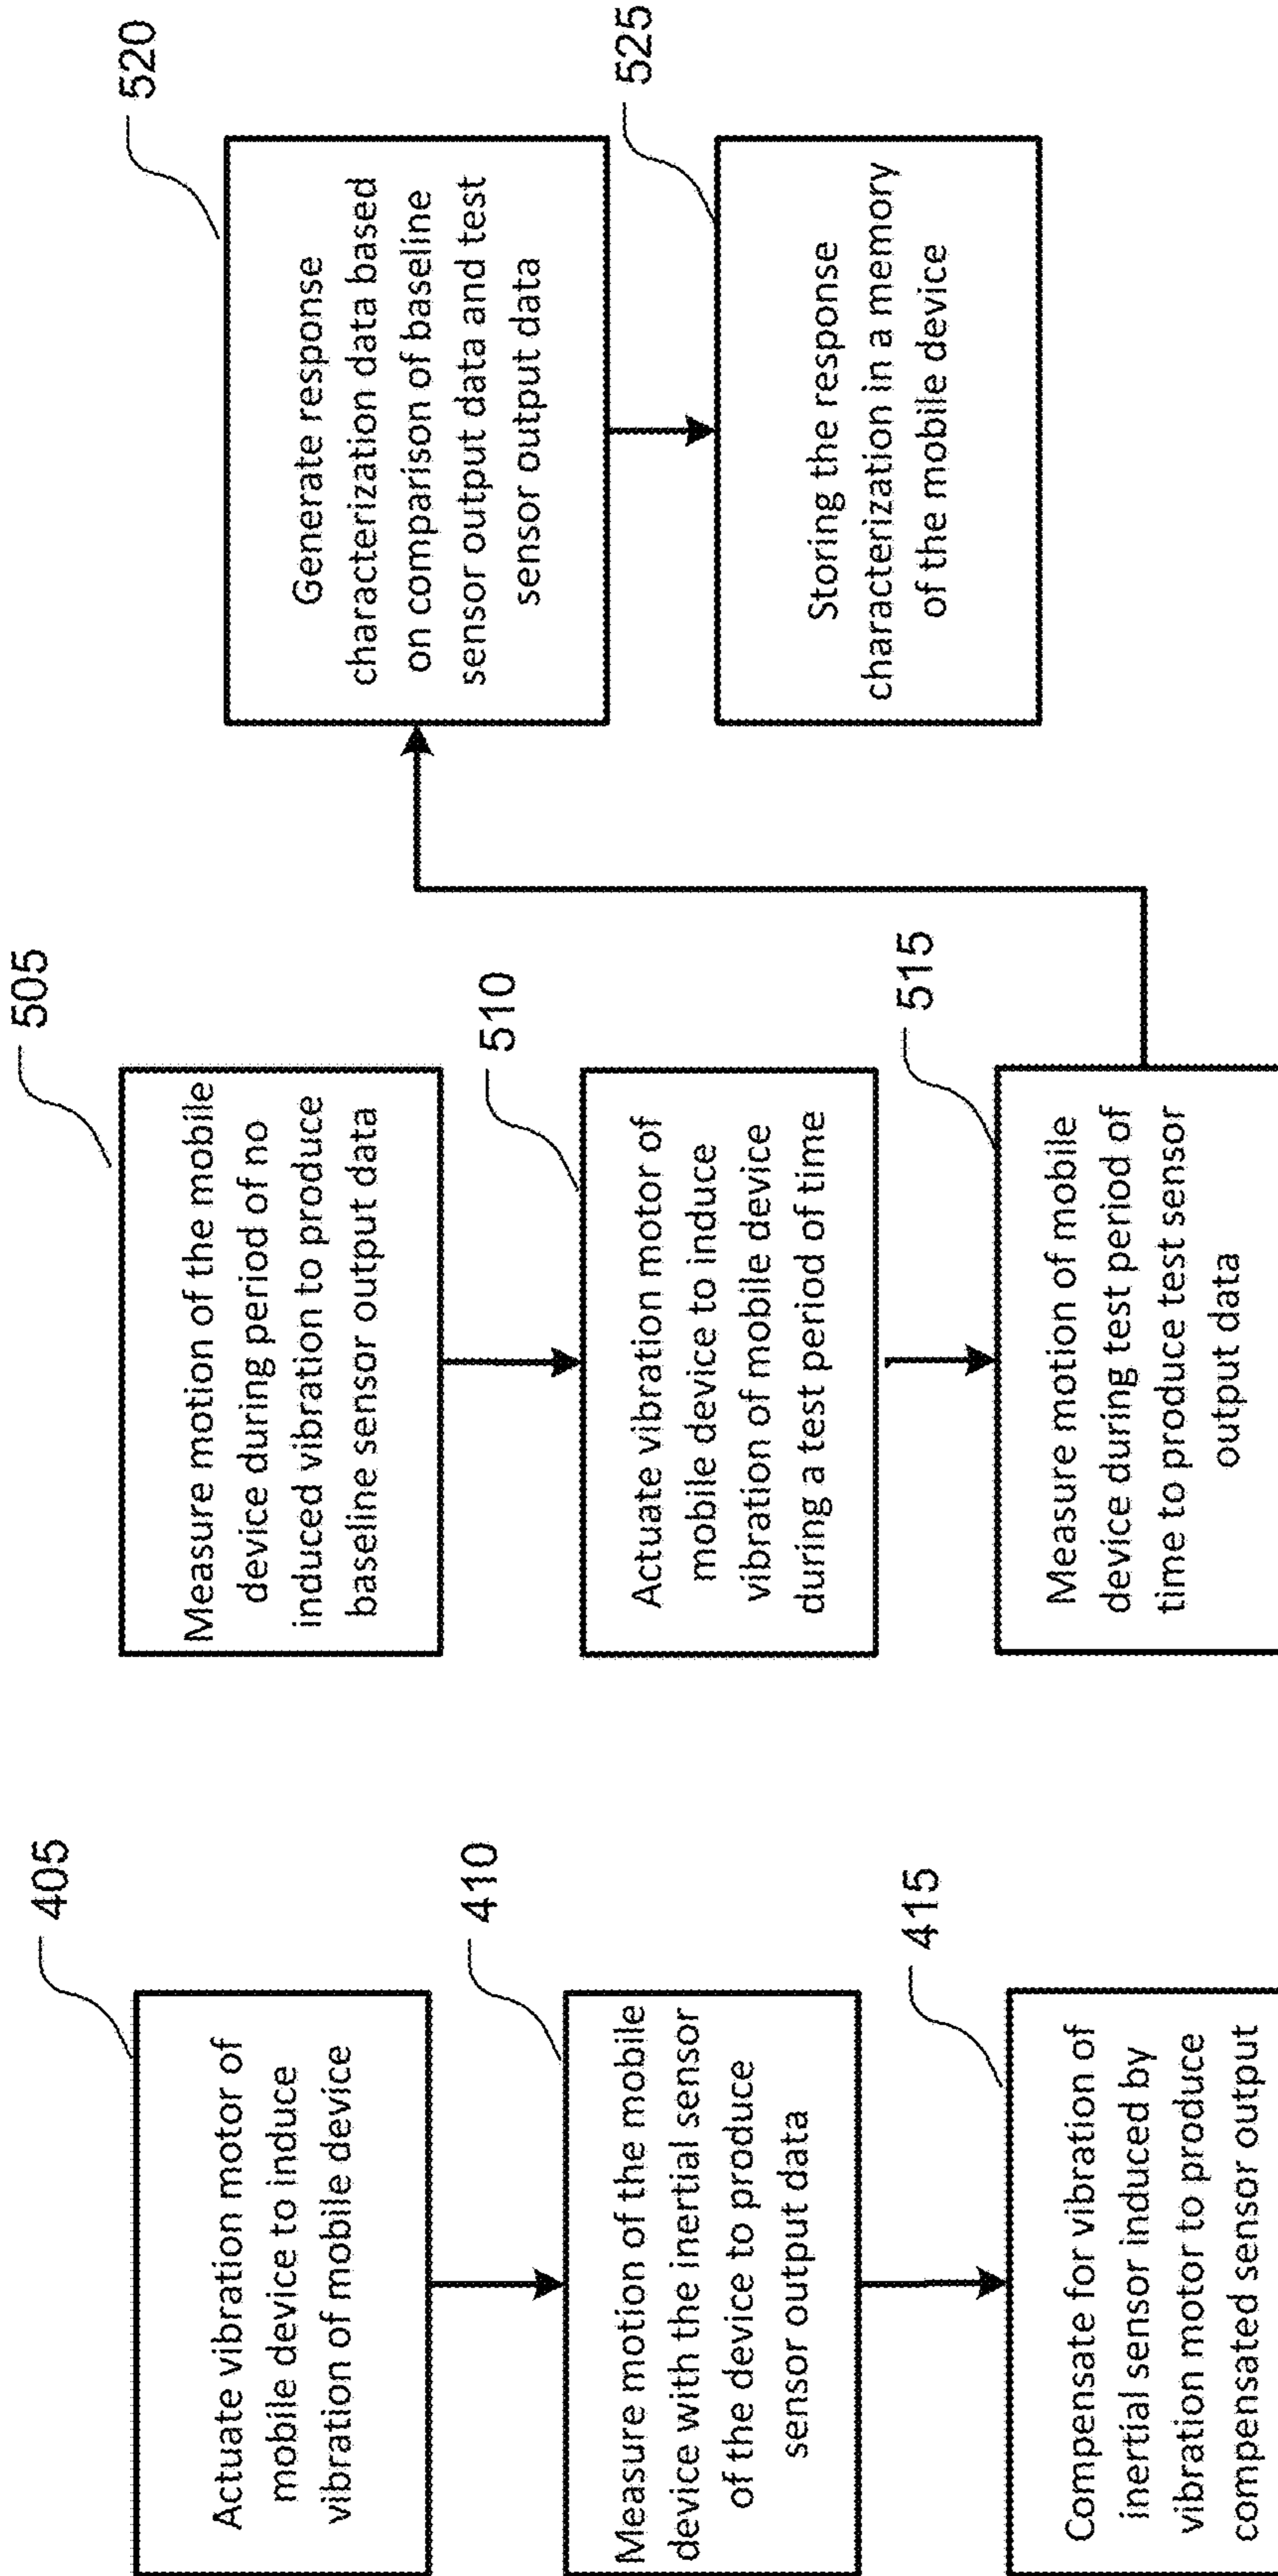 405
Actuate vibration motor of
mobile device to induce
vibration of mobile device
410
Measure motion of the mobile
device with the inertial sensor
of the device to produce
sensor output data
415
Compensate for vibration of
inertial sensor induced by
vibration motor to produce
compensated sensor output
505
Measure motion of the mobile
device during period of no
induced vibration to produce
baseline sensor output data
510
Actuate vibration motor of
mobile device to induce
vibration of mobile device
during a test period of time
515
Measure motion of mobile
device during test period of
time to produce test sensor
output data
520
Generate response
characterization data based
on comparison of baseline
sensor output data and test
sensor output data
525
Storing the response
characterization in a memory
of the mobile device